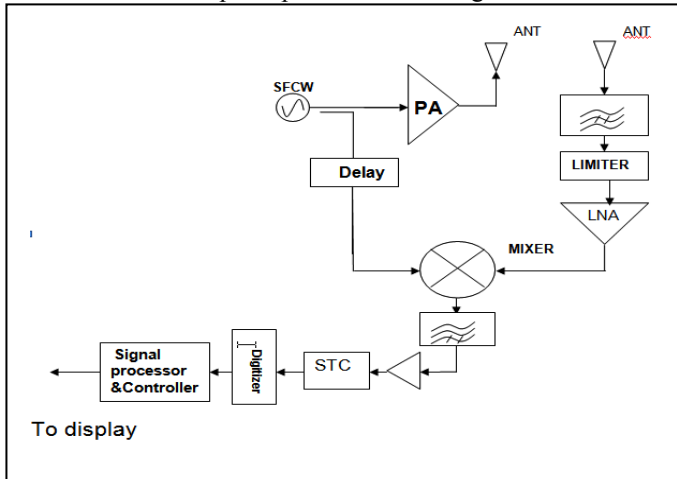 ANT
ANT
SFCW
PA
LIMITER
Delay
LNA
MIXER
Signal
processor
&Controller
Digitizer
STC
To display